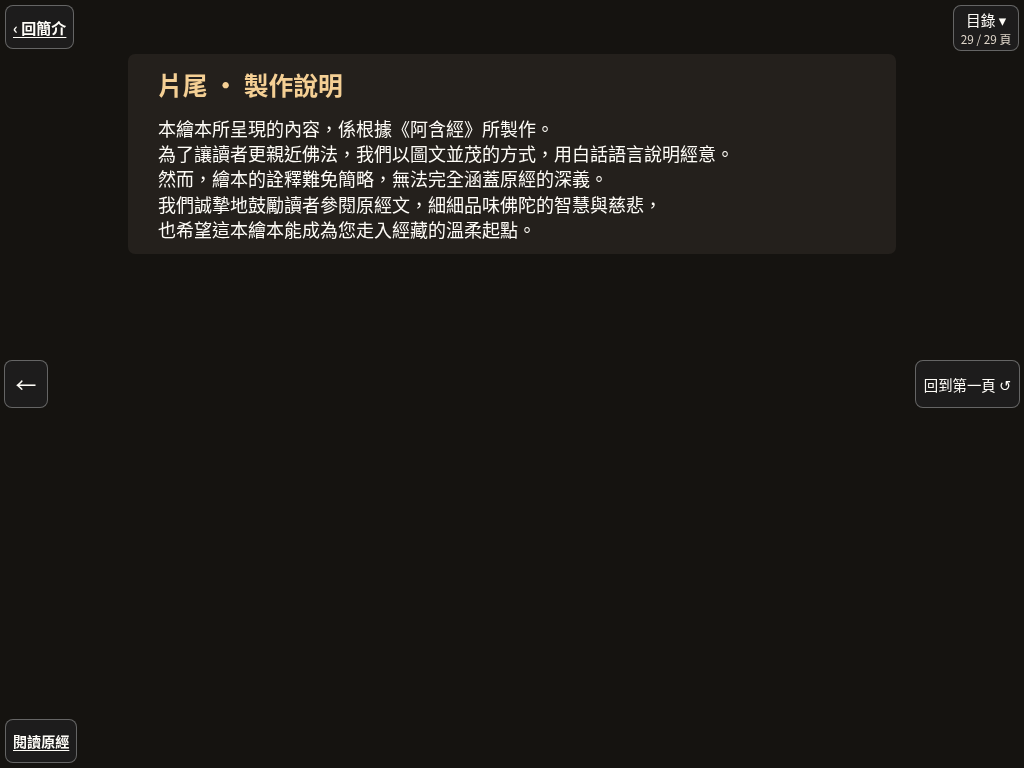 ‹ 回簡介
目錄 ▾
29 / 29 頁
片尾 · 製作說明
本繪本所呈現的內容，係根據《阿含經》所製作。
為了讓讀者更親近佛法，我們以圖文並茂的方式，用白話語言說明經意。
然而，繪本的詮釋難免簡略，無法完全涵蓋原經的深義。
我們誠摯地鼓勵讀者參閱原經文，細細品味佛陀的智慧與慈悲，
也希望這本繪本能成為您走入經藏的溫柔起點。
←
回到第一頁 ↺
閱讀原經